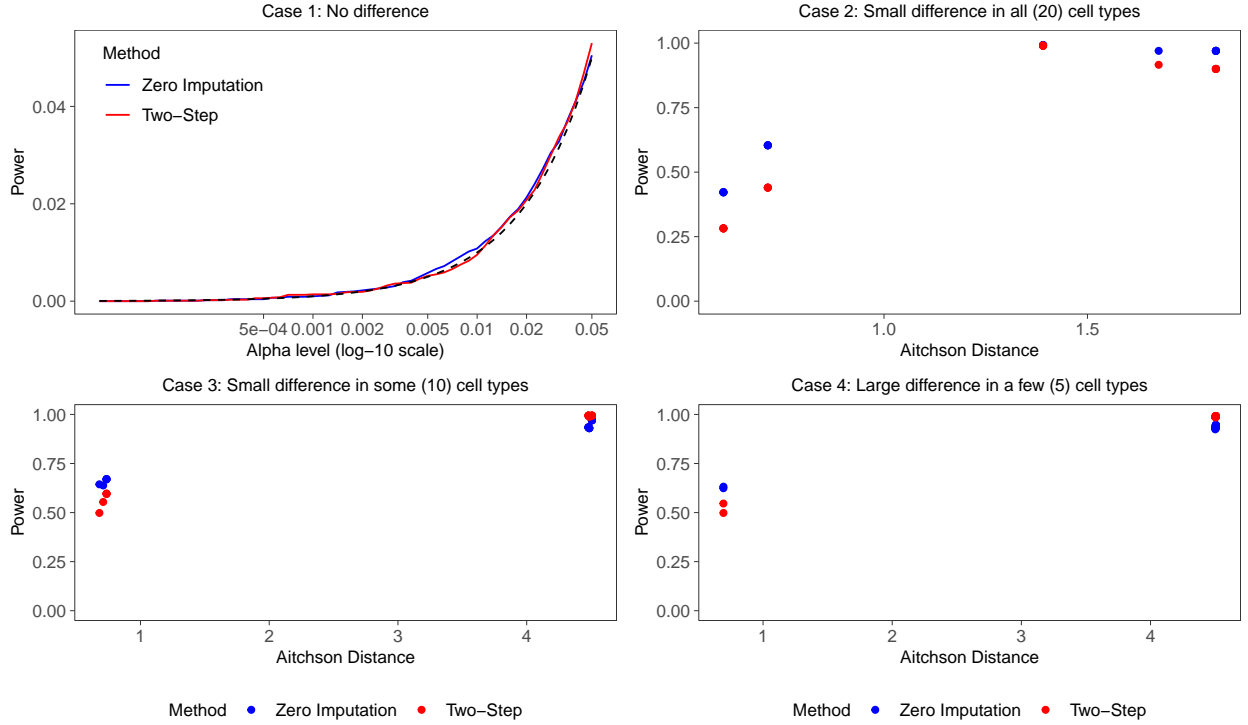 Case 1: No difference
Method
Zero Imputation
Two−Step
Power
0.04
0.02
0.00
5e−04 0.001 0.002 0.005 0.01 0.02 0.05
Alpha level (log−10 scale)
Case 2: Small difference in all (20) cell types
Power
1.00
0.75
0.50
0.25
0.00
1.0 1.5
Aitchson Distance
Case 3: Small difference in some (10) cell types
Power
1.00
0.75
0.50
0.25
0.00
1 2 3 4
Aitchson Distance
Method Zero Imputation Two−Step
Case 4: Large difference in a few (5) cell types
Power
1.00
0.75
0.50
0.25
0.00
1 2 3 4
Aitchson Distance
Method Zero Imputation Two−Step